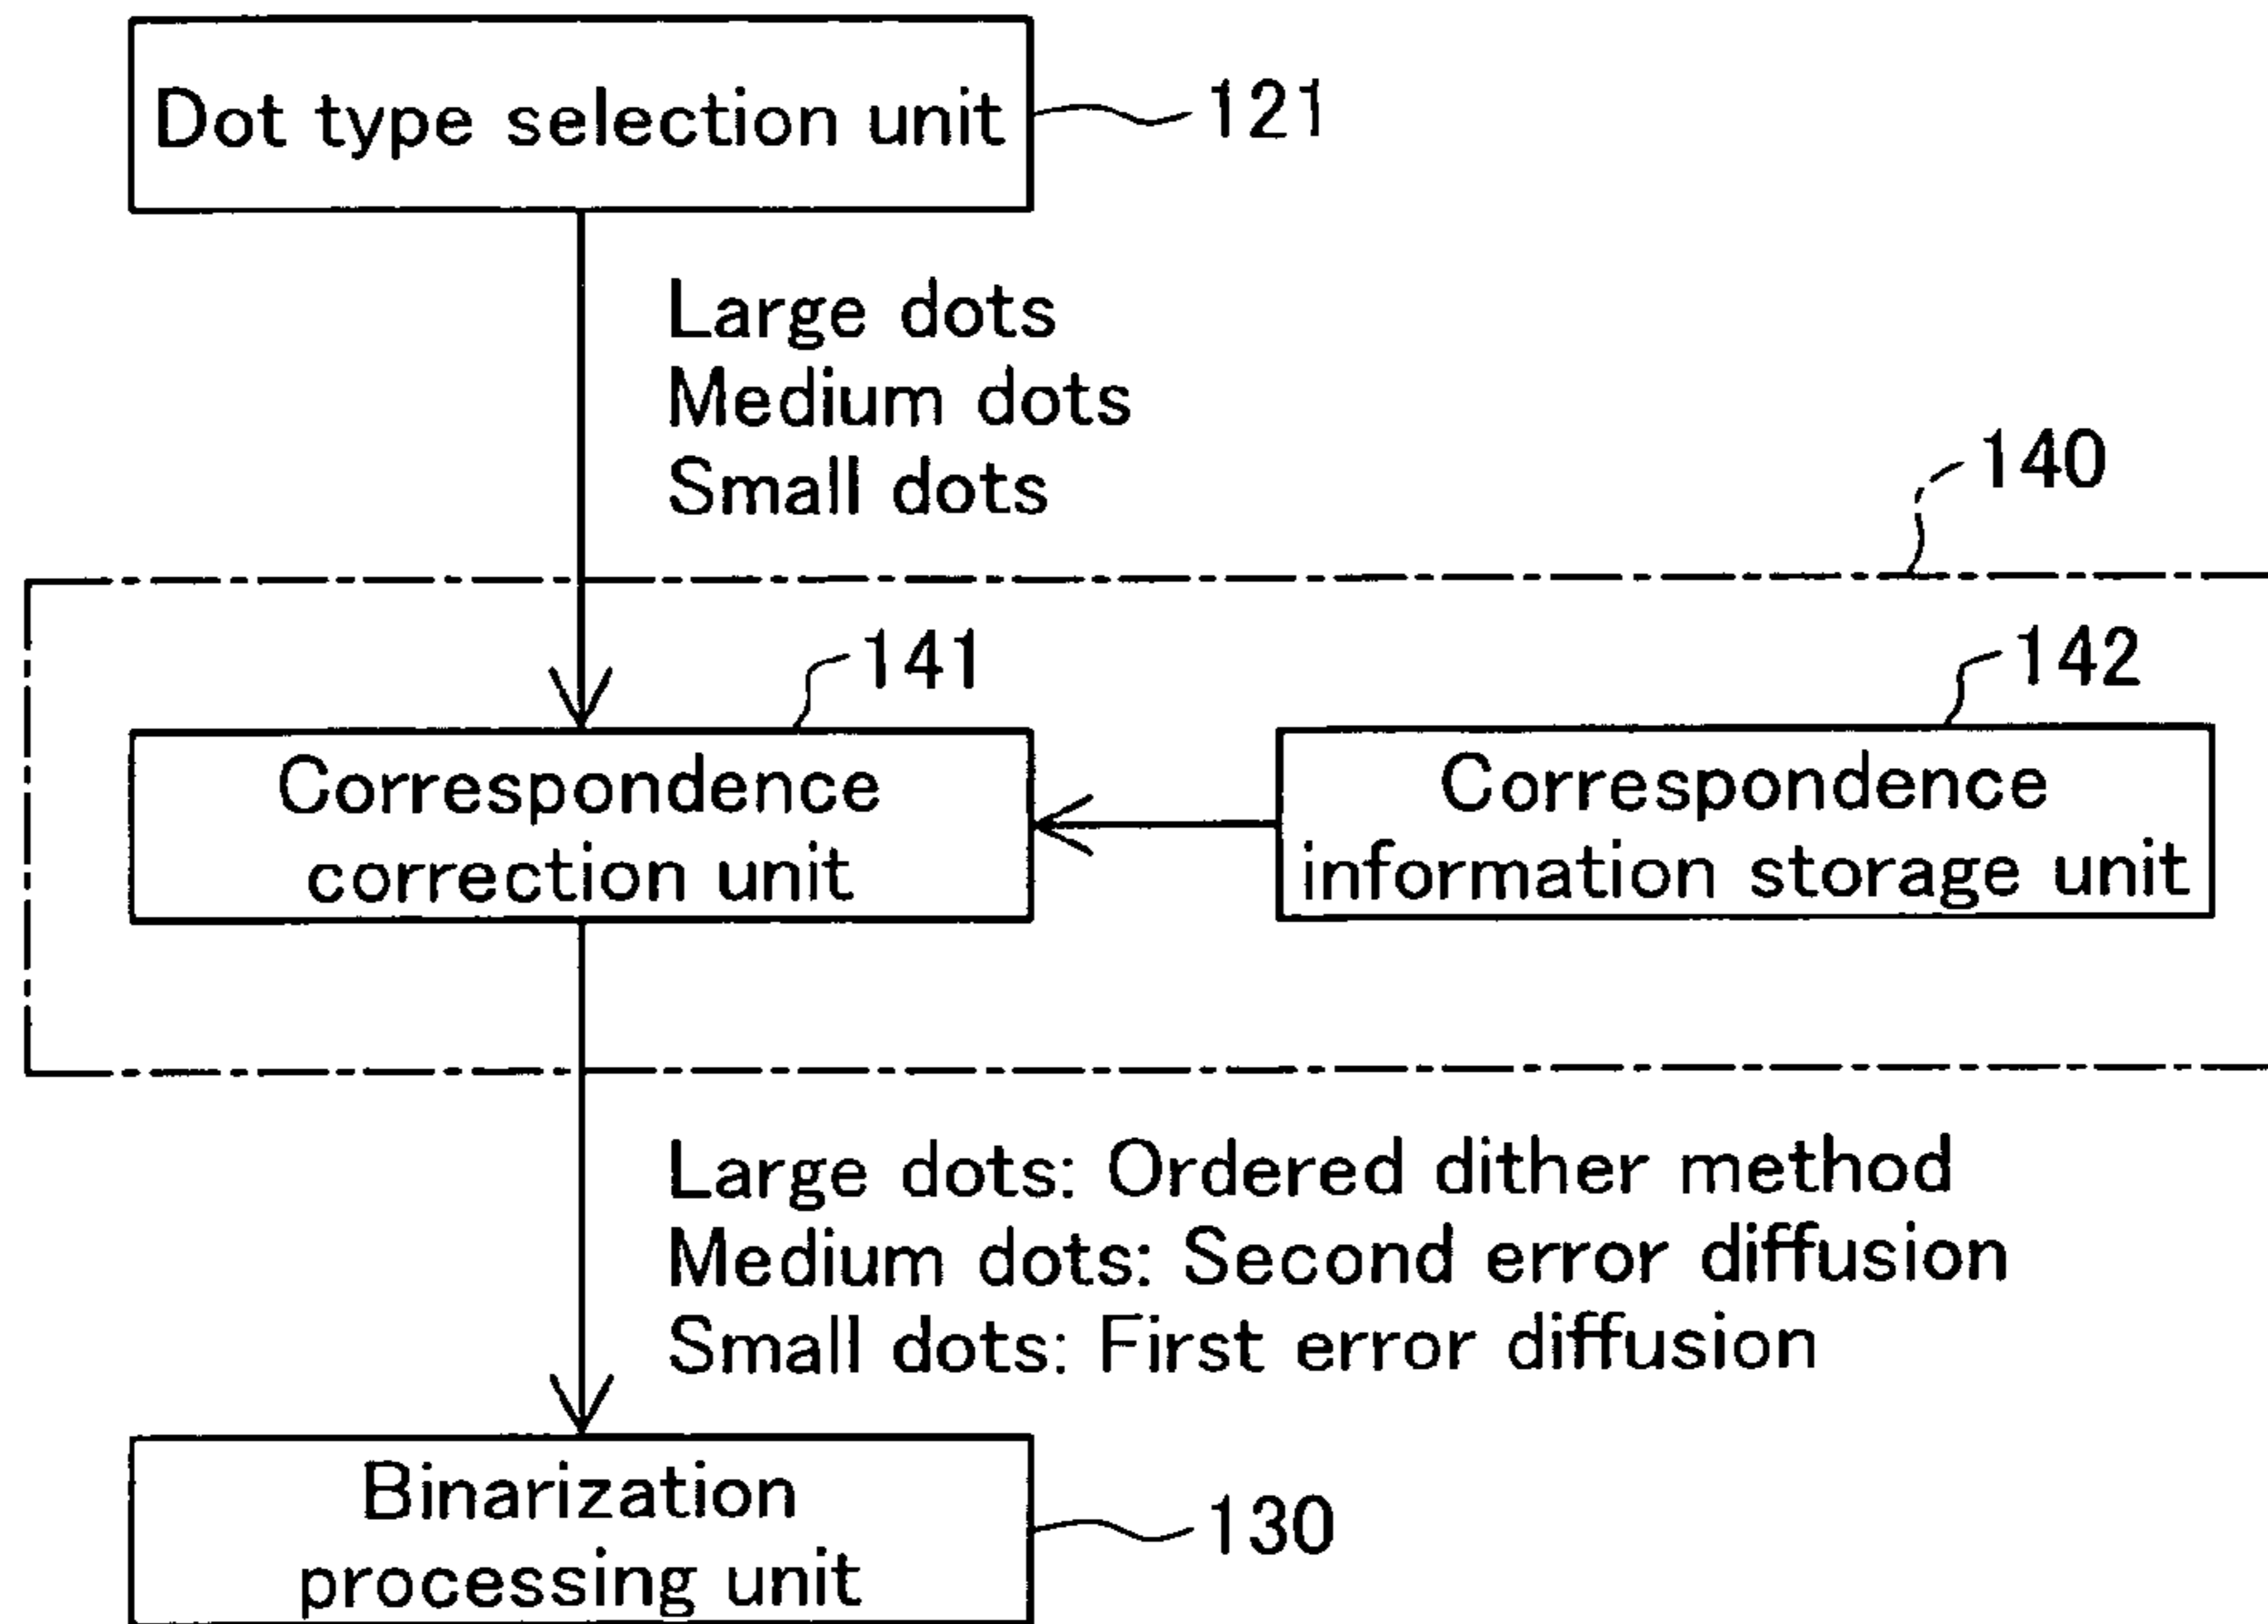 Dot type selection unit
121
Large dots
Medium dots
Small dots
140
141
142
Correspondence
correction unit
Correspondence
information storage unit
Large dots: Ordered dither method
Medium dots: Second error diffusion
Small dots: First error diffusion
Binarization
processing unit
130